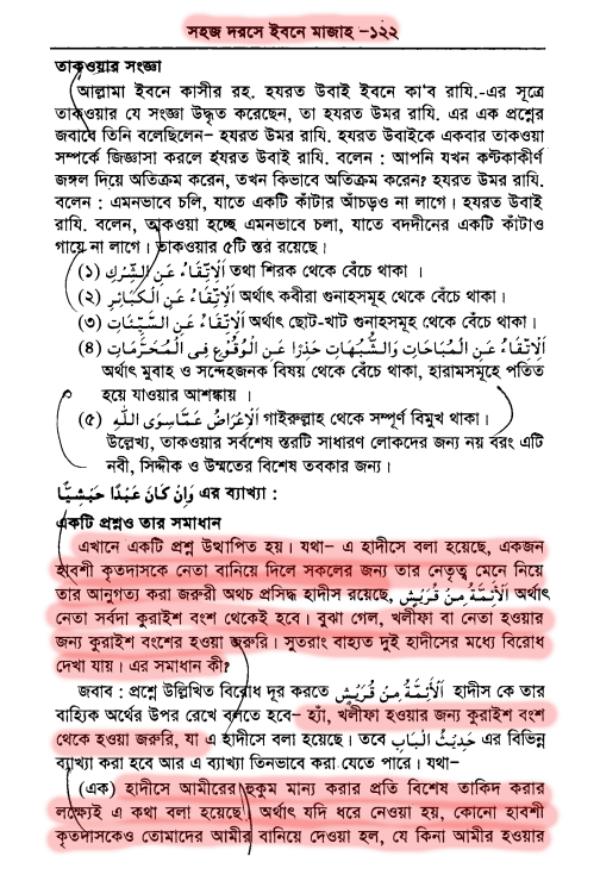 সহজ দরসে ইবনে মাজাহ –১২২
তাকওয়ার সংজ্ঞা
আল্লামা ইবনে কাসীর রহ. হযরত উবাই ইবনে কা'ব রাযি.-এর সূত্রে
তাকওয়ার যে সংজ্ঞা উদ্ধৃত করেছেন, তা হযরত উমর রাযি. এর এক প্রশ্নের
জবাবে তিনি বলেছিলেন– হযরত উমর রাযি. হযরত উবাইকে একবার তাকওয়া
সম্পর্কে জিজ্ঞাসা করলে হযরত উবাই রাযি. বলেন : আপনি যখন কণ্টকাকীর্ণ
জঙ্গল দিয়ে অতিক্রম করেন, তখন কিভাবে অতিক্রম করেন? হযরত উমর রাযি.
বলেন : এমনভাবে চলি, যাতে একটি কাঁটার আঁচড়ও না লাগে। হযরত উবাই
রাযি. বলেন, তাকওয়া হচ্ছে এমনভাবে চলা, যাতে বদদীনের একটি কাঁটাও
গায়ে না লাগে। তাকওয়ার ৫টি স্তর রয়েছে।
(১) اَلْاِتِّقَاءُ عَنِ الشِّرْكِ তথা শিরক থেকে বেঁচে থাকা ।
(২) اَلْاِتِّقَاءُ عَنِ الْكَبَائِرِ অর্থাৎ কবীরা গুনাহসমূহ থেকে বেঁচে থাকা।
(৩) اَلْاِتِّقَاءُ عَنِ السَّيِّئَاتِ অর্থাৎ ছোট-খাট গুনাহসমূহ থেকে বেঁচে থাকা।
(৪) اَلْاِتِّقَاءُ عَنِ الْمُبَاحَاتِ وَالشُّبُهَاتِ حَذَرًا عَنِ الْوُقُوْعِ فِى الْمُحَرَّمَاتِ
অর্থাৎ মুবাহ ও সন্দেহজনক বিষয় থেকে বেঁচে থাকা, হারামসমূহে পতিত
হয়ে যাওয়ার আশঙ্কায় ।
(৫) اَلْاِعْرَاضُ عَمَّاسِوَى اللّٰهِ গাইরুল্লাহ থেকে সম্পূর্ণ বিমুখ থাকা।
উল্লেখ্য, তাকওয়ার সর্বশেষ স্তরটি সাধারণ লোকদের জন্য নয় বরং এটি
নবী, সিদ্দীক ও উম্মতের বিশেষ তবকার জন্য।
وَاِنْ كَانَ عَبْدًا حَبَشِيًّا এর ব্যাখ্যা :
একটি প্রশ্নও তার সমাধান
এখানে একটি প্রশ্ন উত্থাপিত হয়। যথা– এ হাদীসে বলা হয়েছে, একজন
হাবশী কৃতদাসকে নেতা বানিয়ে দিলে সকলের জন্য তার নেতৃত্ব মেনে নিয়ে
তার আনুগত্য করা জরুরী অথচ প্রসিদ্ধ হাদীস রয়েছে, اَلْأَئِمَّةُ مِنْ قُرَيْشٍ অর্থাৎ
নেতা সর্বদা কুরাইশ বংশ থেকেই হবে। বুঝা গেল, খলীফা বা নেতা হওয়ার
জন্য কুরাইশ বংশের হওয়া জরুরি। সুতরাং বাহ্যত দুই হাদীসের মধ্যে বিরোধ
দেখা যায়। এর সমাধান কী?
জবাব : প্রশ্নে উল্লিখিত বিরোধ দূর করতে اَلْأَئِمَّةُ مِنْ قُرَيْشٍ হাদীস কে তার
বাহ্যিক অর্থের উপর রেখে বলতে হবে– হ্যাঁ, খলীফা হওয়ার জন্য কুরাইশ বংশ
থেকে হওয়া জরুরি, যা এ হাদীসে বলা হয়েছে। তবে حَدِيْثُ الْبَابِ এর বিভিন্ন
ব্যাখ্যা করা হবে আর এ ব্যাখ্যা তিনভাবে করা যেতে পারে। যথা–
(এক) হাদীসে আমীরের হুকুম মান্য করার প্রতি বিশেষ তাকিদ করার
লক্ষ্যেই এ কথা বলা হয়েছে। অর্থাৎ যদি ধরে নেওয়া হয়, কোনো হাবশী
কৃতদাসকেও তোমাদের আমীর বানিয়ে দেওয়া হল, যে কিনা আমীর হওয়ার